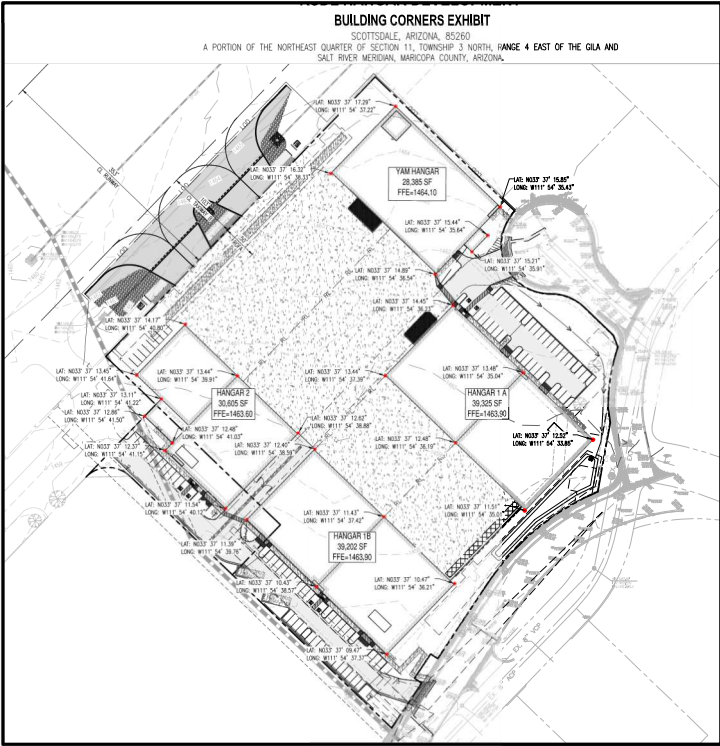 BUILDING CORNERS EXHIBIT
SCOTTSDALE, ARIZONA, 85260
A PORTION OF THE NORTHEAST QUARTER OF SECTION 11, TOWNSHIP 3 NORTH, RANGE 4 EAST OF THE GILA AND
SALT RIVER MERIDIAN, MARICOPA COUNTY, ARIZONA.
LAT: N033° 37' 17.29"
LONG: W111° 54' 37.22"
LAT: N033° 37' 16.32"
LONG: W111° 54' 38.33"
YAM HANGAR
28,385 SF
FFE=1464.10
LAT: N033° 37' 15.85"
LONG: W111° 54' 35.43"
LAT: N033° 37' 15.44"
LONG: W111° 54' 35.64"
LAT: N033° 37' 15.21"
LONG: W111° 54' 35.91"
LAT: N033° 37' 14.89"
LONG: W111° 54' 36.54"
LAT: N033° 37' 14.45"
LONG: W111° 54' 36.23"
LAT: N033° 37' 14.17"
LONG: W111° 54' 40.80"
LAT: N033° 37' 13.45"
LONG: W111° 54' 41.64"
LAT: N033° 37' 13.44"
LONG: W111° 54' 39.91"
LAT: N033° 37' 13.44"
LONG: W111° 54' 37.39"
LAT: N033° 37' 13.48"
LONG: W111° 54' 35.04"
LAT: N033° 37' 13.11"
LONG: W111° 54' 41.22"
LAT: N033° 37' 12.86"
LONG: W111° 54' 41.50"
HANGAR 2
30,605 SF
FFE=1463.60
HANGAR 1 A
39,325 SF
FFE=1463.90
LAT: N033° 37' 12.62"
LONG: W111° 54' 38.88"
LAT: N033° 37' 12.48"
LONG: W111° 54' 41.03"
LAT: N033° 37' 12.37"
LONG: W111° 54' 41.15"
LAT: N033° 37' 12.40"
LONG: W111° 54' 38.59"
LAT: N033° 37' 12.48"
LONG: W111° 54' 36.19"
LAT: N033° 37' 12.52"
LONG: W111° 54' 33.85"
LAT: N033° 37' 11.54"
LONG: W111° 54' 40.12"
LAT: N033° 37' 11.43"
LONG: W111° 54' 37.42"
LAT: N033° 37' 11.51"
LONG: W111° 54' 35.01"
LAT: N033° 37' 11.39"
LONG: W111° 54' 39.76"
HANGAR 1B
39,202 SF
FFE=1463.90
LAT: N033° 37' 10.43"
LONG: W111° 54' 38.57"
LAT: N033° 37' 10.47"
LONG: W111° 54' 36.21"
LAT: N033° 37' 09.47"
LONG: W111° 54' 37.37"
EX. 8" VCP
ACP